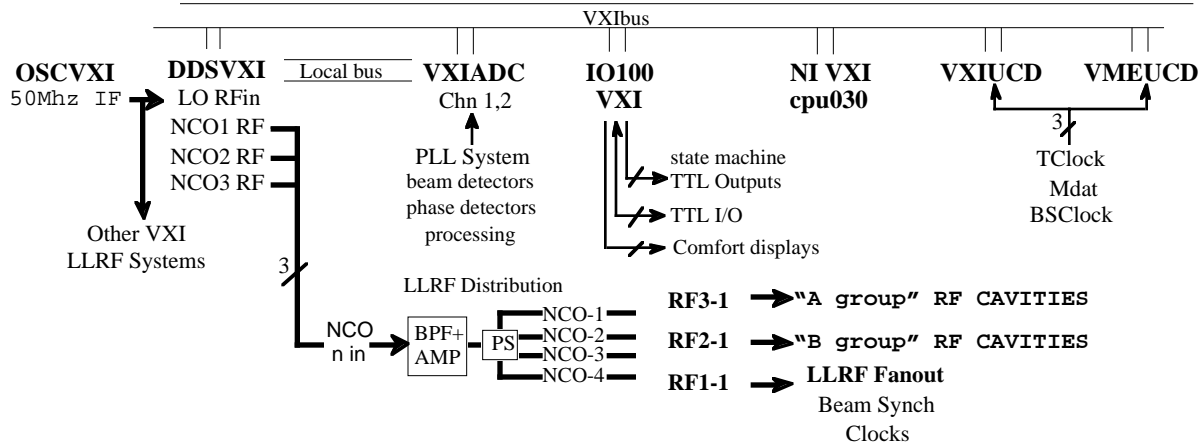 VXIbus
OSCVXI
50Mhz IF
DDSVXI
LO RFin
NCO1 RF
NCO2 RF
NCO3 RF
Local bus
VXIADC
Chn 1,2
IO100
VXI
NI VXI
cpu030
VXIUCD
VMEUCD
PLL System
beam detectors
phase detectors
processing
state machine
TTL Outputs
TTL I/O
Comfort displays
3
TClock
Mdat
BSClock
Other VXI
LLRF Systems
3
LLRF Distribution
NCO
n in
BPF+
AMP
PS
NCO-1
NCO-2
NCO-3
NCO-4
RF3-1
"A group" RF CAVITIES
RF2-1
"B group" RF CAVITIES
RF1-1
LLRF Fanout
Beam Synch
Clocks